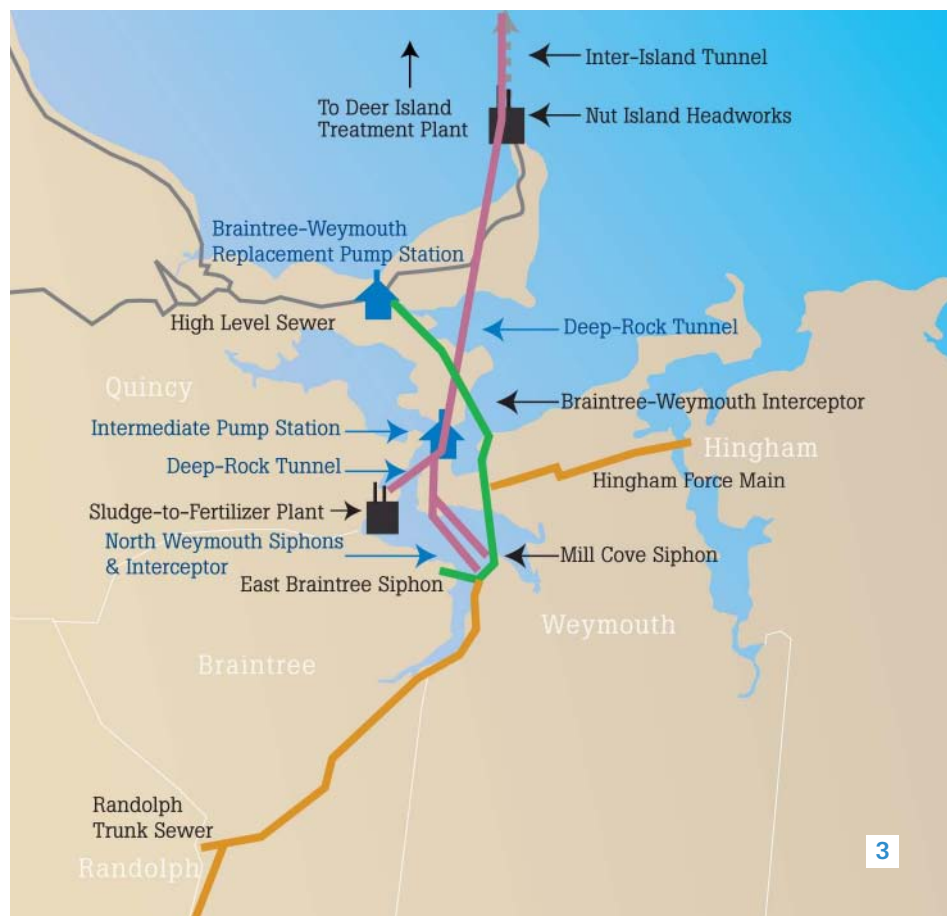 Inter-Island Tunnel
To Deer Island
Treatment Plant
Nut Island Headworks
Braintree-Weymouth
Replacement Pump Station
High Level Sewer
Deep-Rock Tunnel
Quincy
Braintree-Weymouth Interceptor
Intermediate Pump Station
Hingham
Deep-Rock Tunnel
Hingham Force Main
Sludge-to-Fertilizer Plant
North Weymouth Siphons
& Interceptor
Mill Cove Siphon
East Braintree Siphon
Weymouth
Braintree
Randolph
Trunk Sewer
Randolph
3